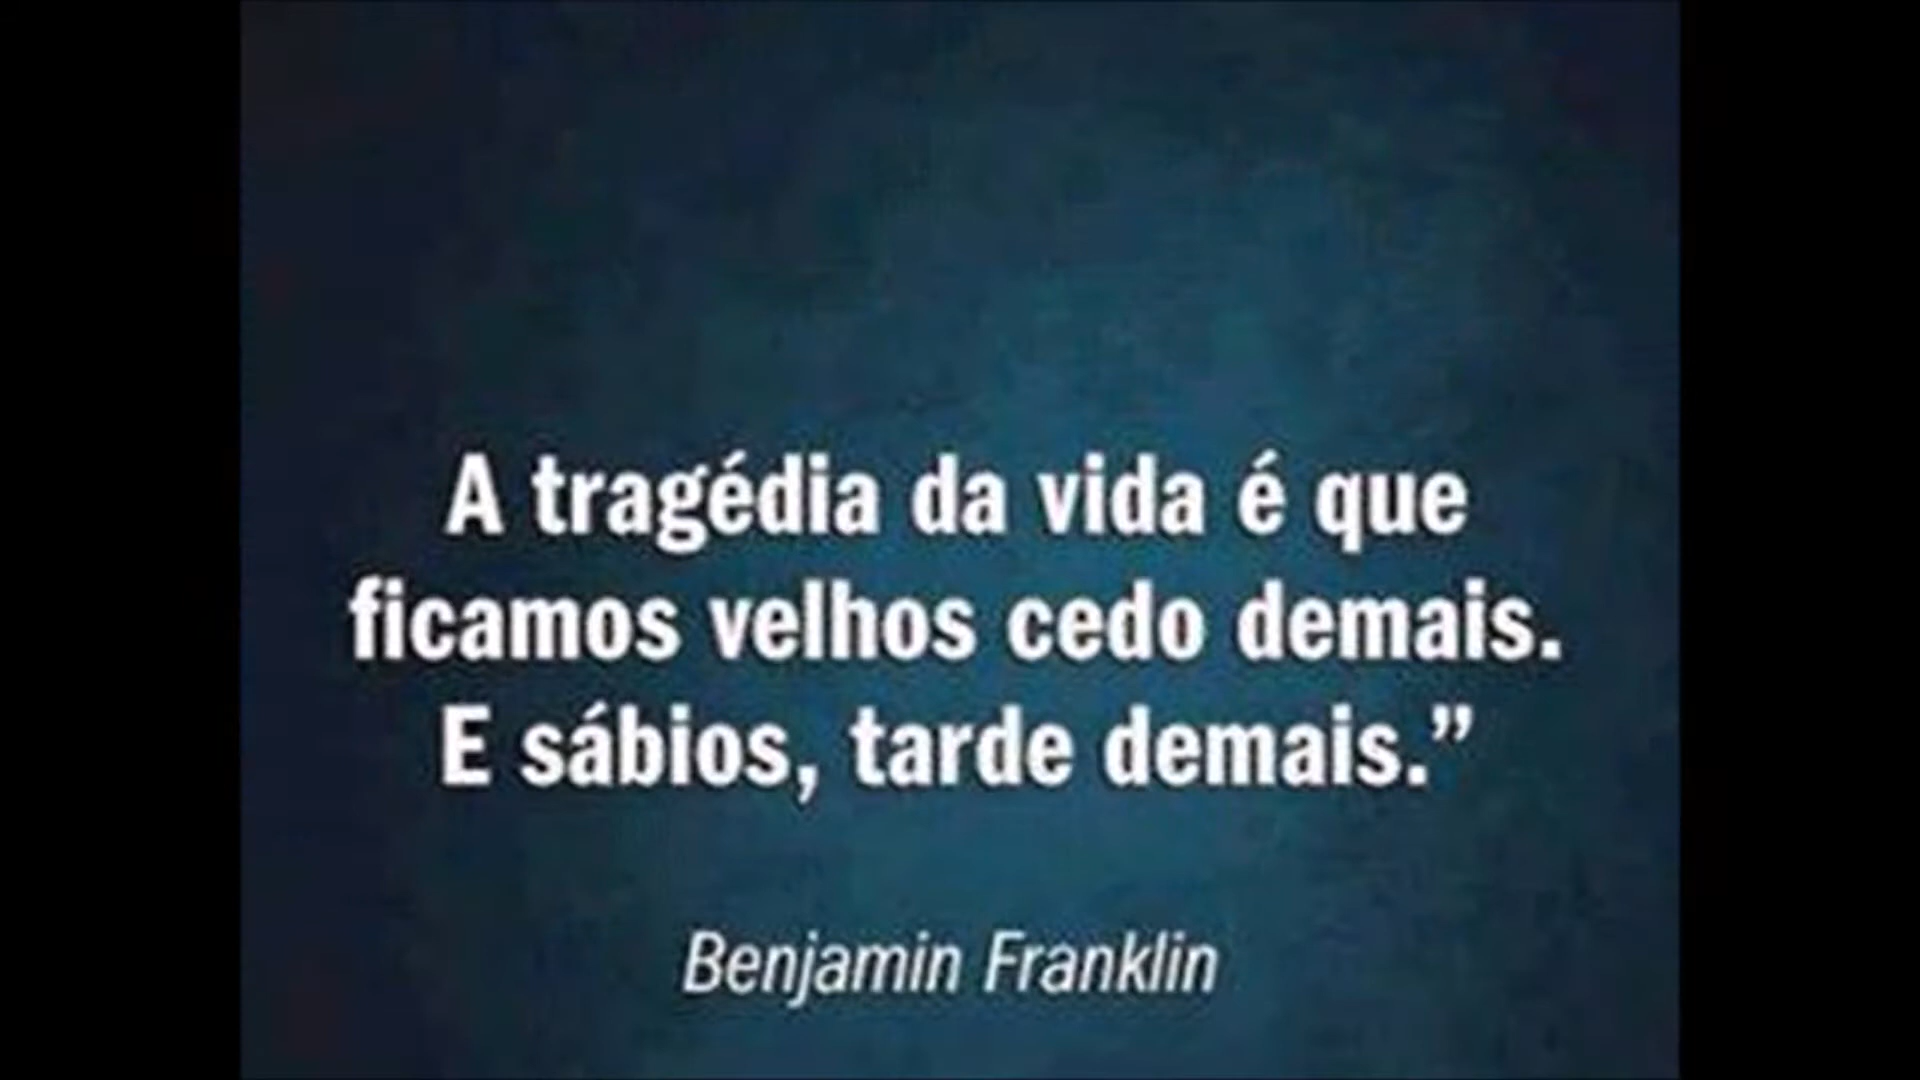 A tragédia da vida é que
ficamos velhos cedo demais.
E sábios, tarde demais.”
Benjamin Franklin